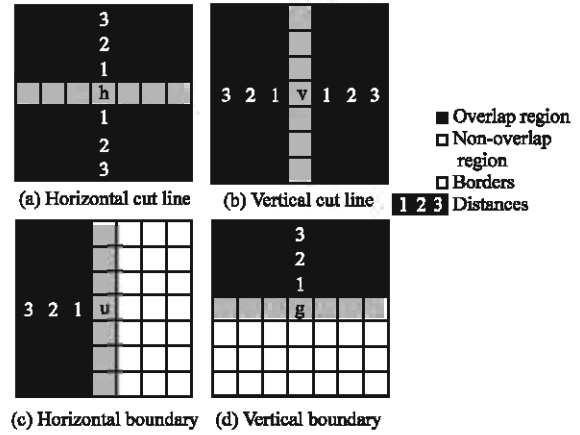 3
2
1
h
1
2
3
(a) Horizontal cut line
3 2 1 v 1 2 3
(b) Vertical cut line
Overlap region
Non-overlap
region
Borders
1 2 3 Distances
3 2 1 u
(c) Horizontal boundary
3
2
1
g
(d) Vertical boundary